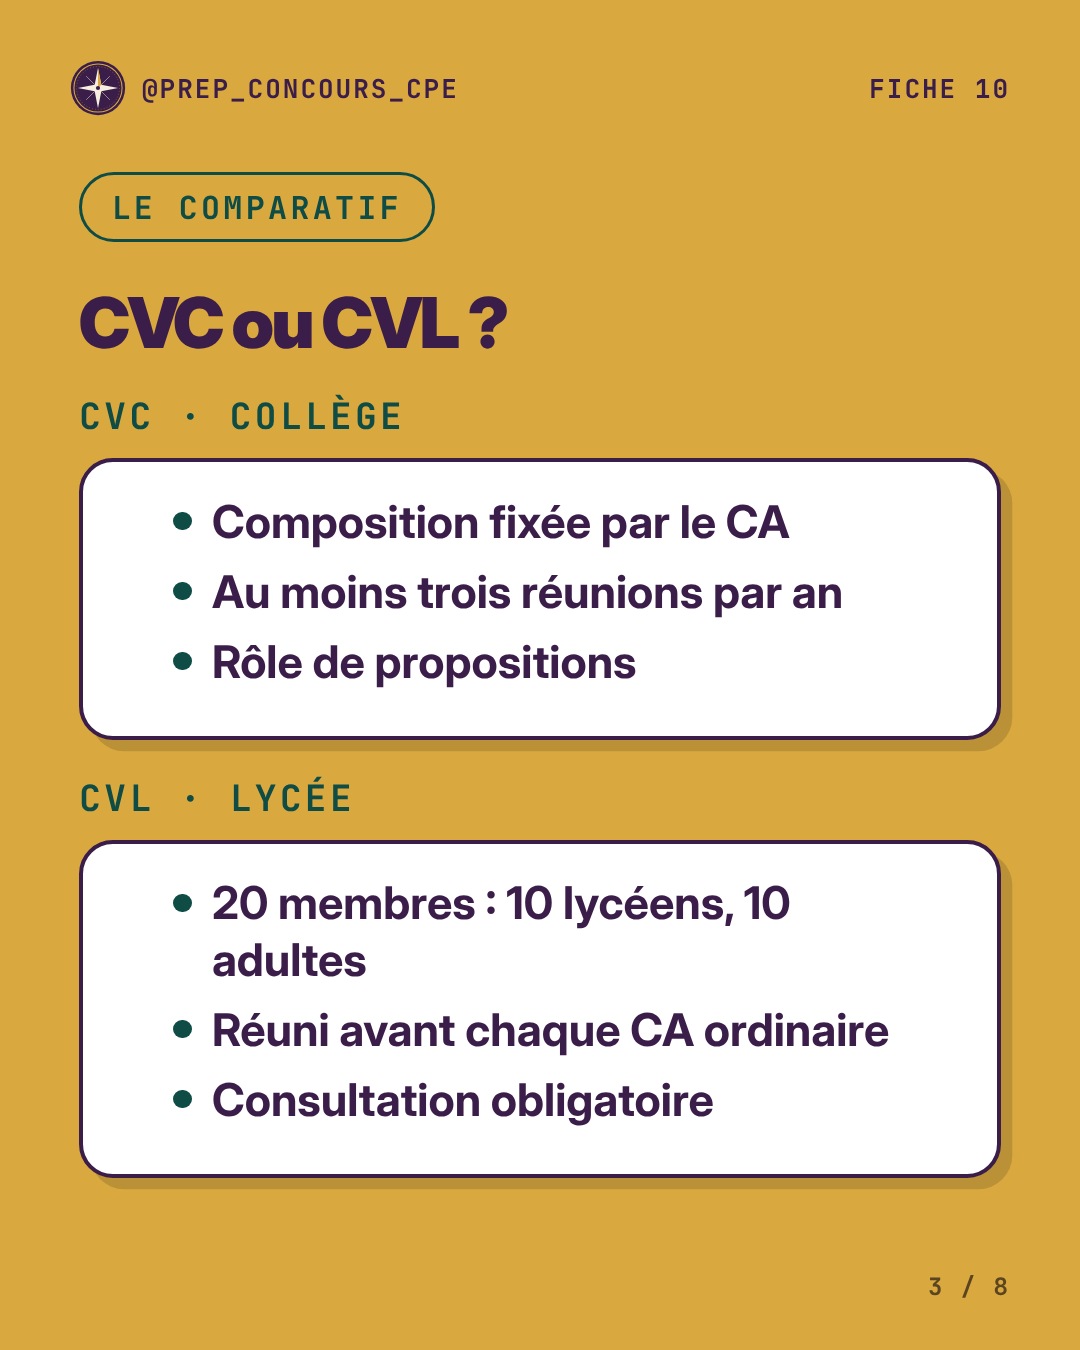 @PREP_CONCOURS_CPE
FICHE 10
LE COMPARATIF
CVC ou CVL ?
CVC · COLLÈGE
• Composition fixée par le CA
• Au moins trois réunions par an
• Rôle de propositions
CVL · LYCÉE
• 20 membres : 10 lycéens, 10
adultes
• Réuni avant chaque CA ordinaire
• Consultation obligatoire
3 / 8